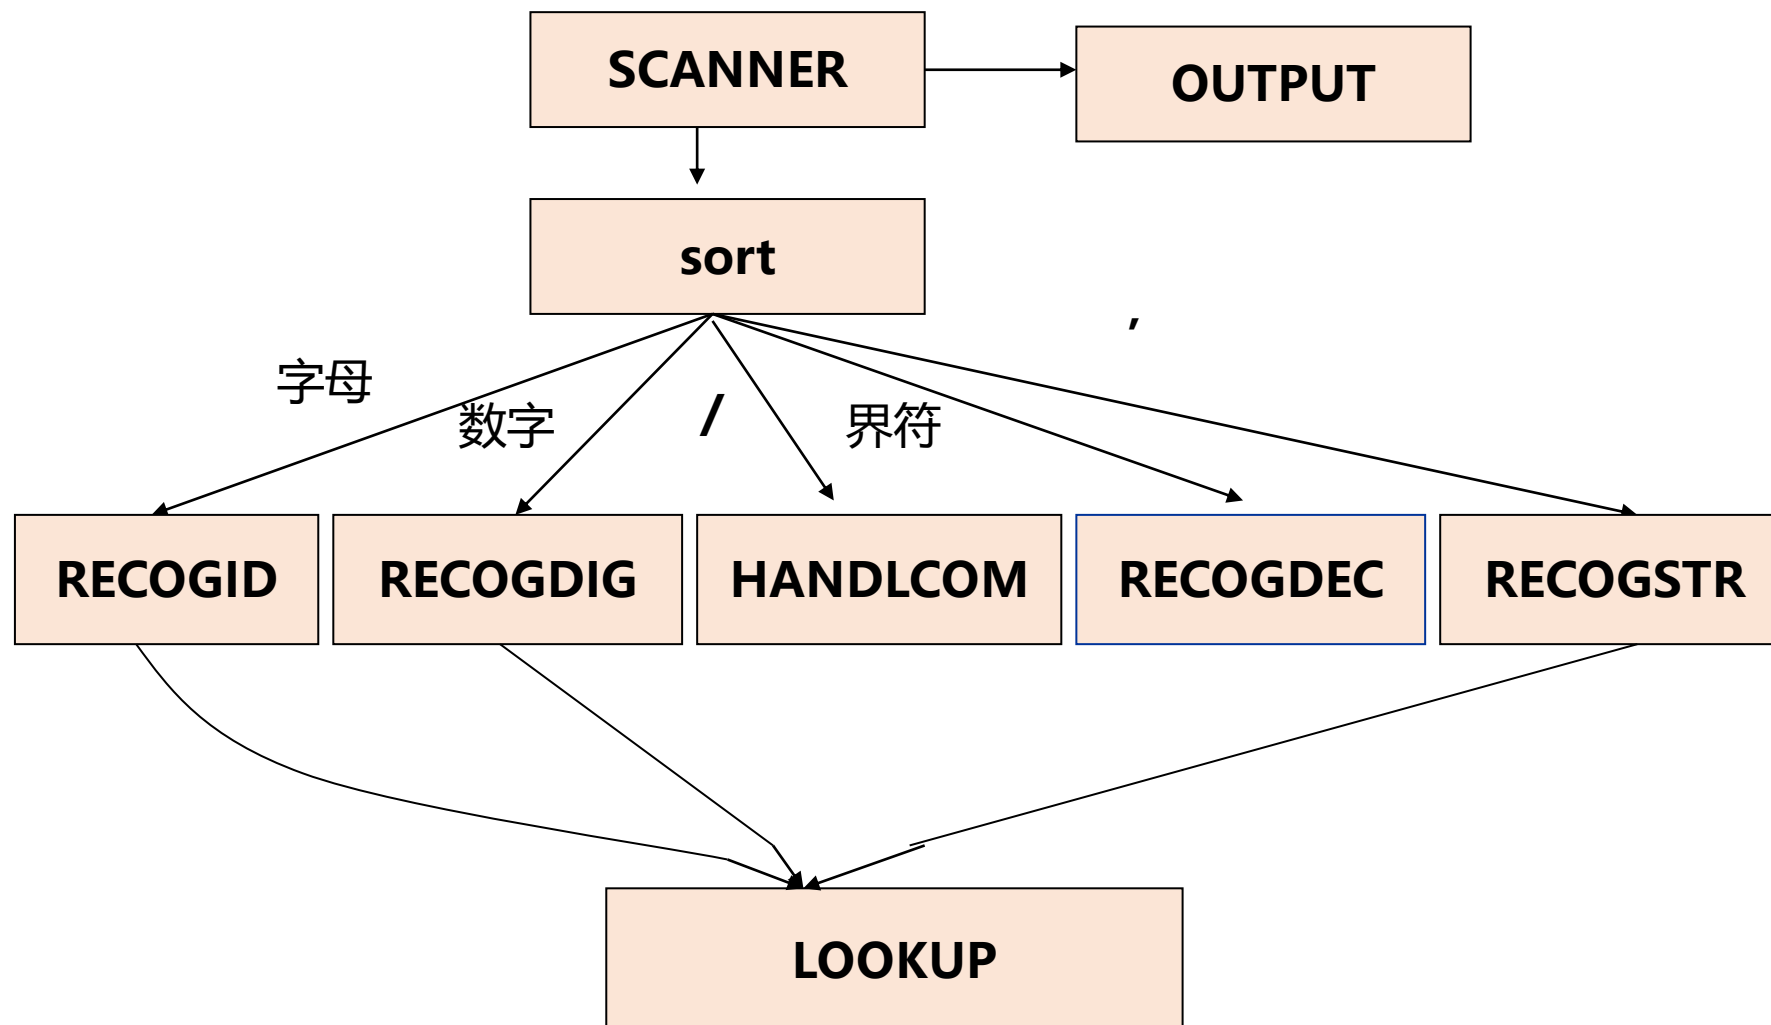 SCANNER
OUTPUT
sort
′
字母
数字
/
界符
RECOGID
RECOGDIG
HANDLCOM
RECOGDEC
RECOGSTR
LOOKUP